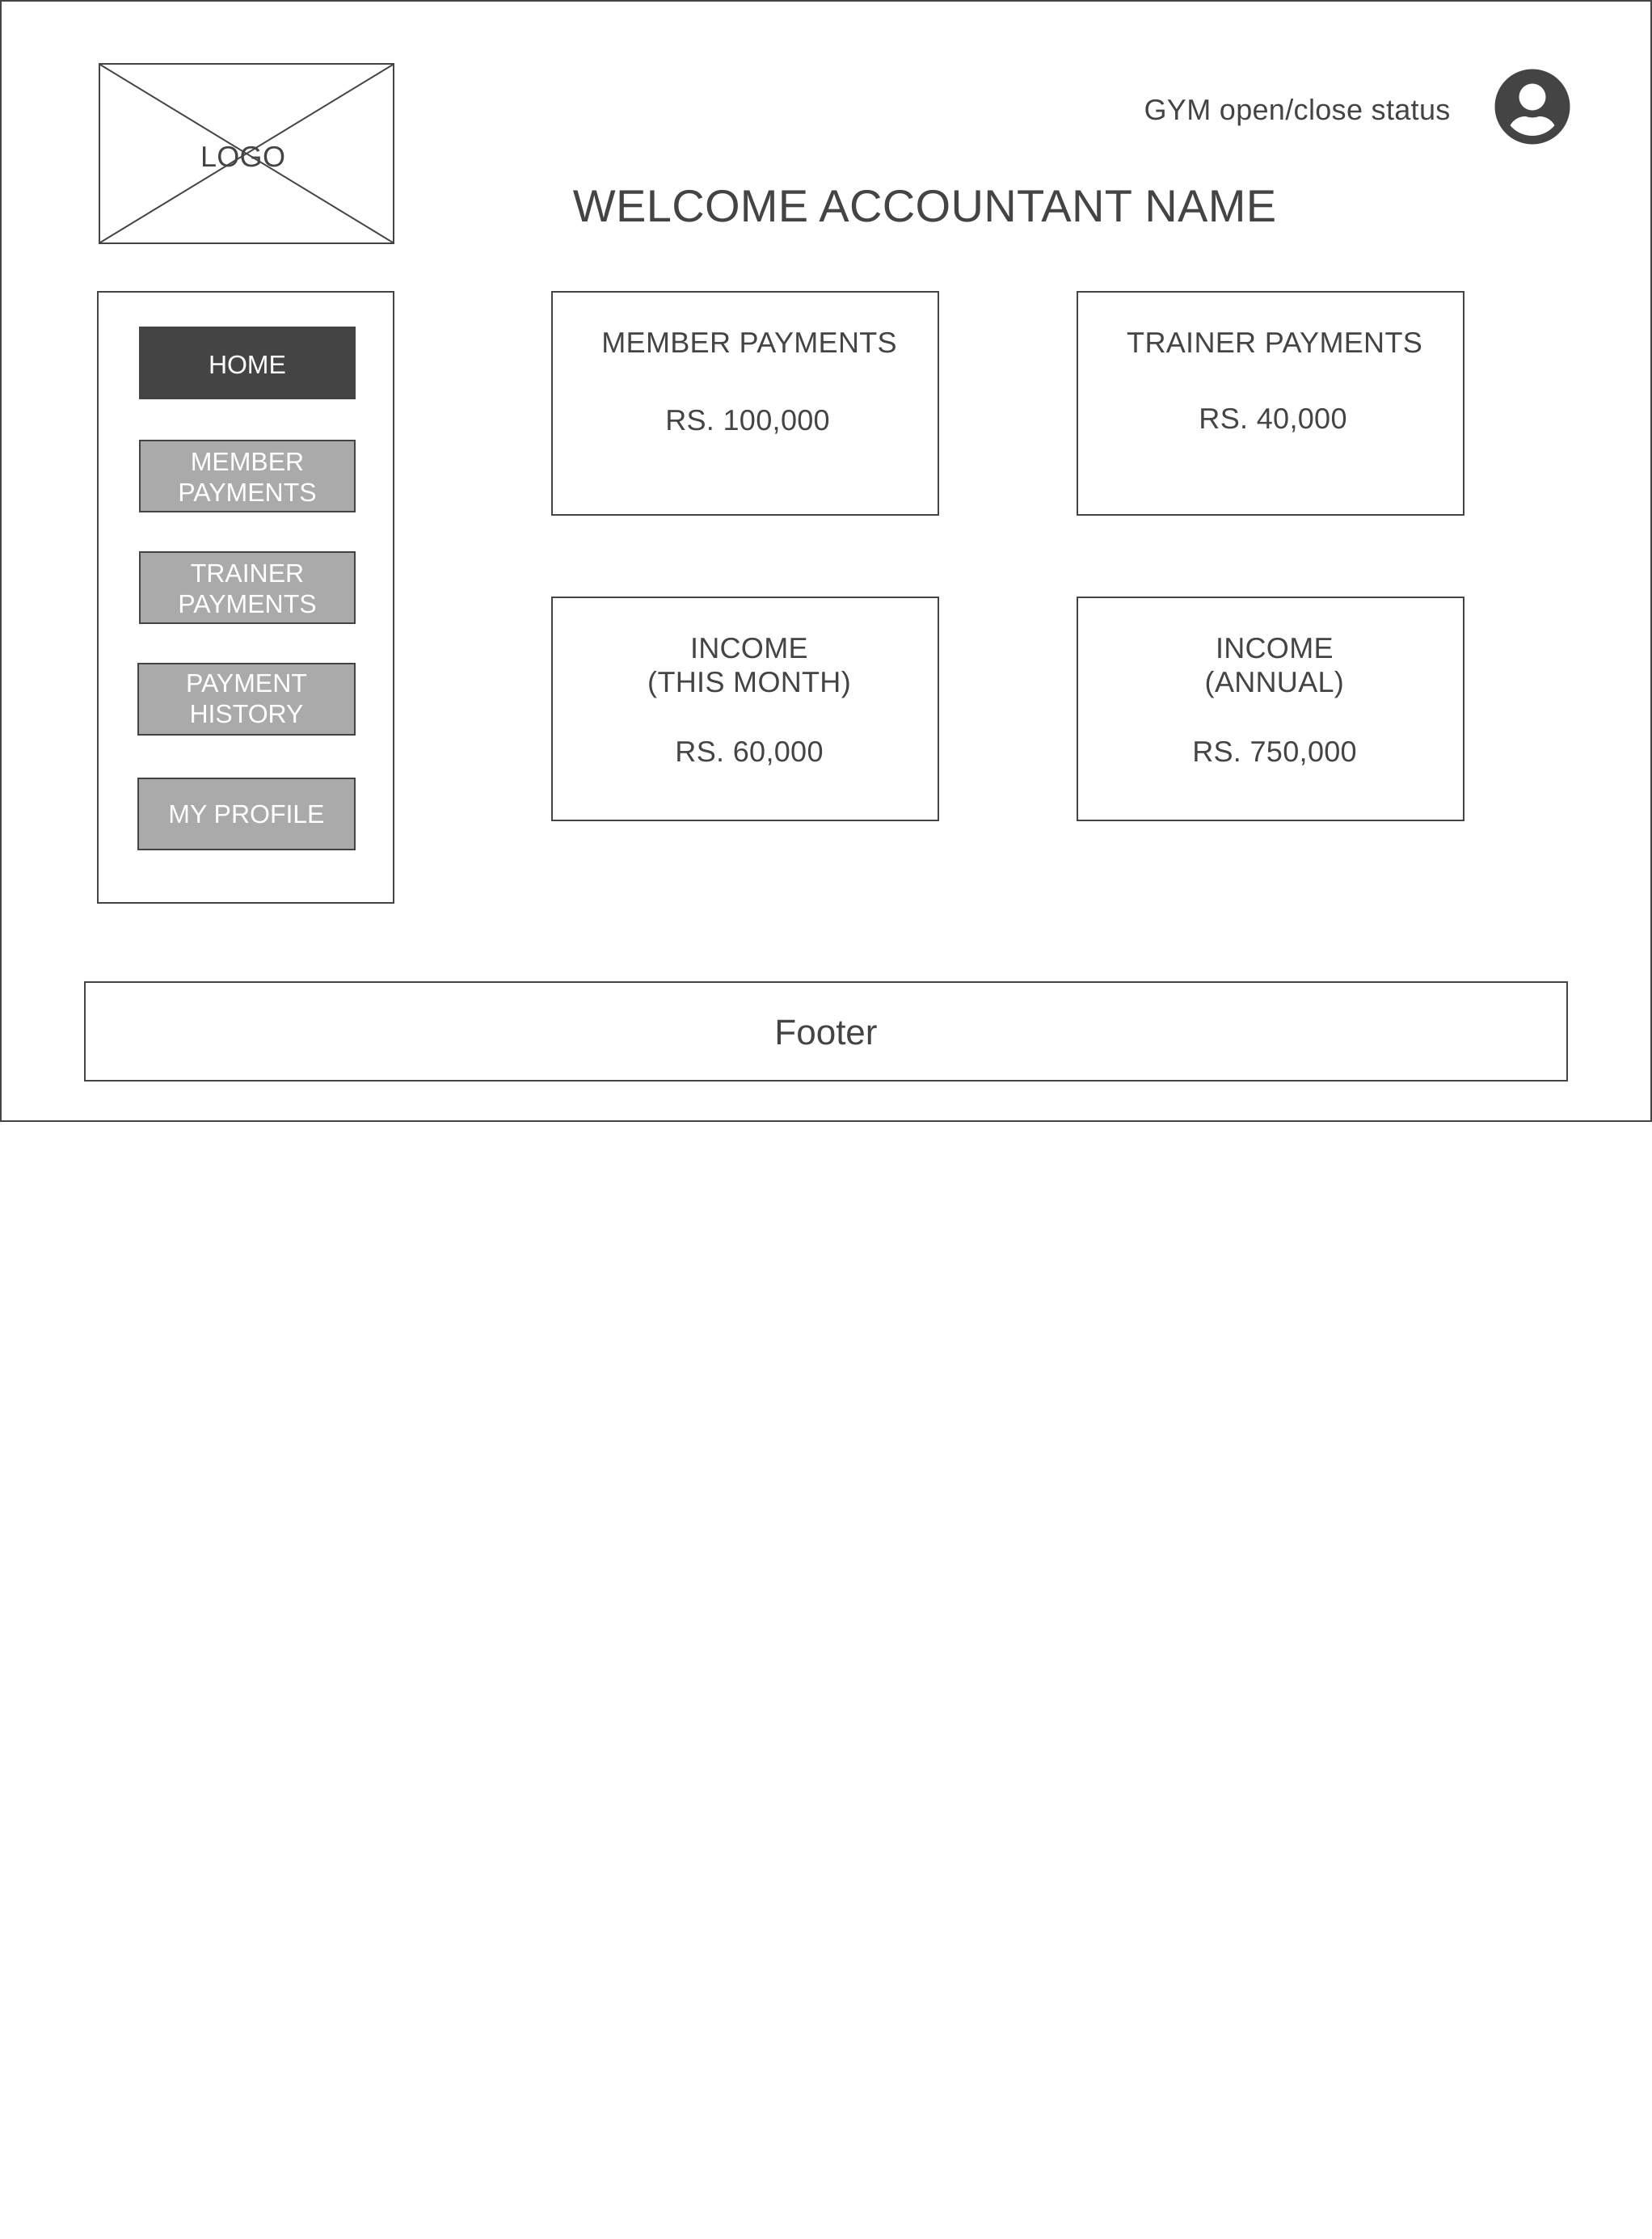 LOGO
GYM open/close status
WELCOME ACCOUNTANT NAME
HOME
MEMBER
PAYMENTS
TRAINER
PAYMENTS
PAYMENT
HISTORY
MY PROFILE
MEMBER PAYMENTS
RS. 100,000
TRAINER PAYMENTS
RS. 40,000
INCOME
(THIS MONTH)
RS. 60,000
INCOME
(ANNUAL)
RS. 750,000
Footer